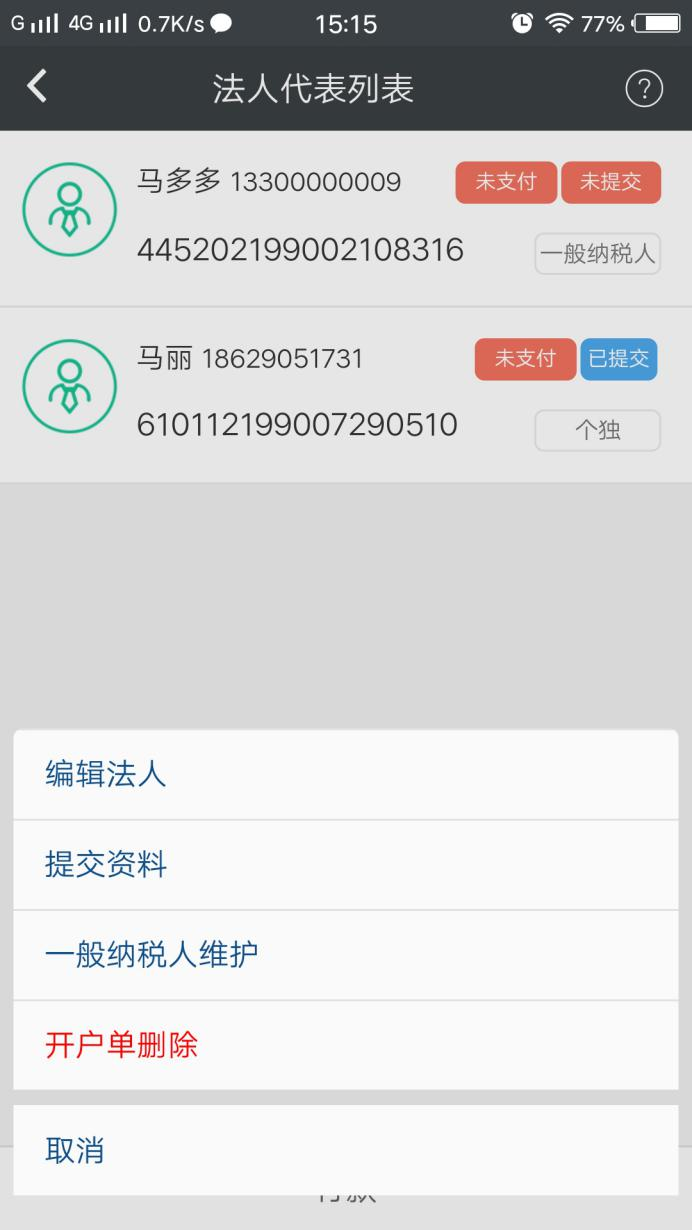 G 4G 0.7K/s 15:15 77%
法人代表列表 ?
马多多 13300000009 未支付 未提交
445202199002108316 一般纳税人
马丽 18629051731 未支付 已提交
610112199007290510 个独
编辑法人
提交资料
一般纳税人维护
开户单删除
取消